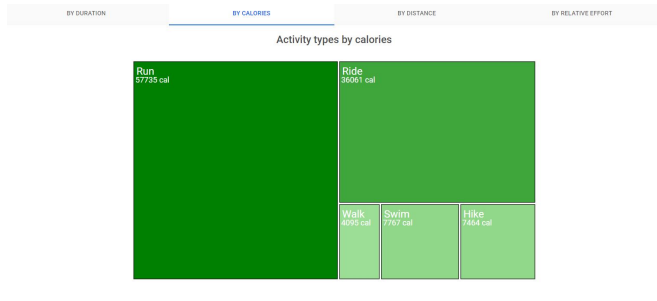 BY DURATION
BY CALORIES
BY DISTANCE
BY RELATIVE EFFORT
Activity types by calories
Run
57735 cal
Ride
36061 cal
Walk
4095 cal
Swim
7767 cal
Hike
7464 cal